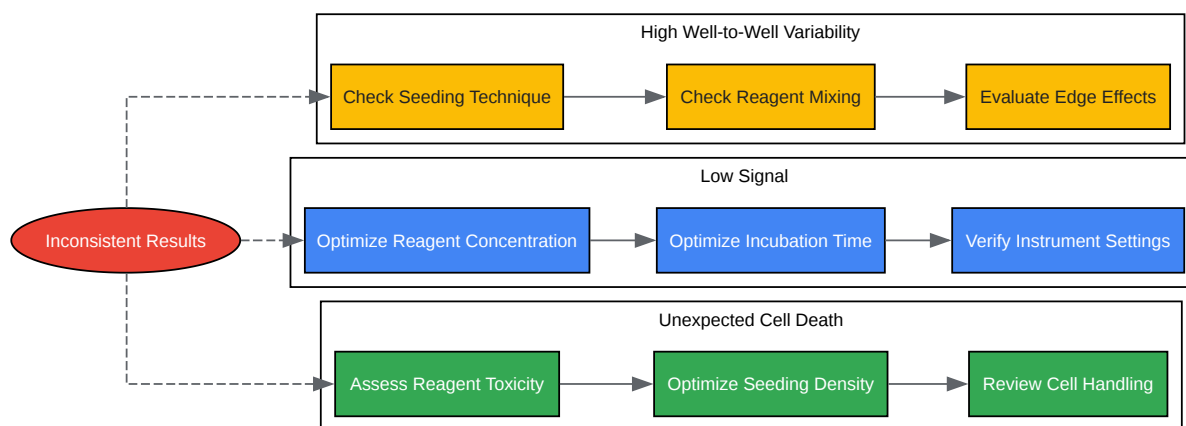 High Well-to-Well Variability
Check Seeding Technique
Check Reagent Mixing
Evaluate Edge Effects
Low Signal
Inconsistent Results
Optimize Reagent Concentration
Optimize Incubation Time
Verify Instrument Settings
Unexpected Cell Death
Assess Reagent Toxicity
Optimize Seeding Density
Review Cell Handling